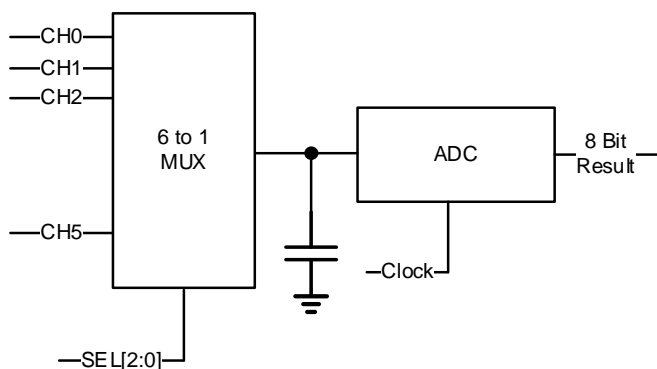 CH0
CH1
CH2
6 to 1
MUX
CH5
SEL[2:0]
ADC
Clock
8 Bit
Result